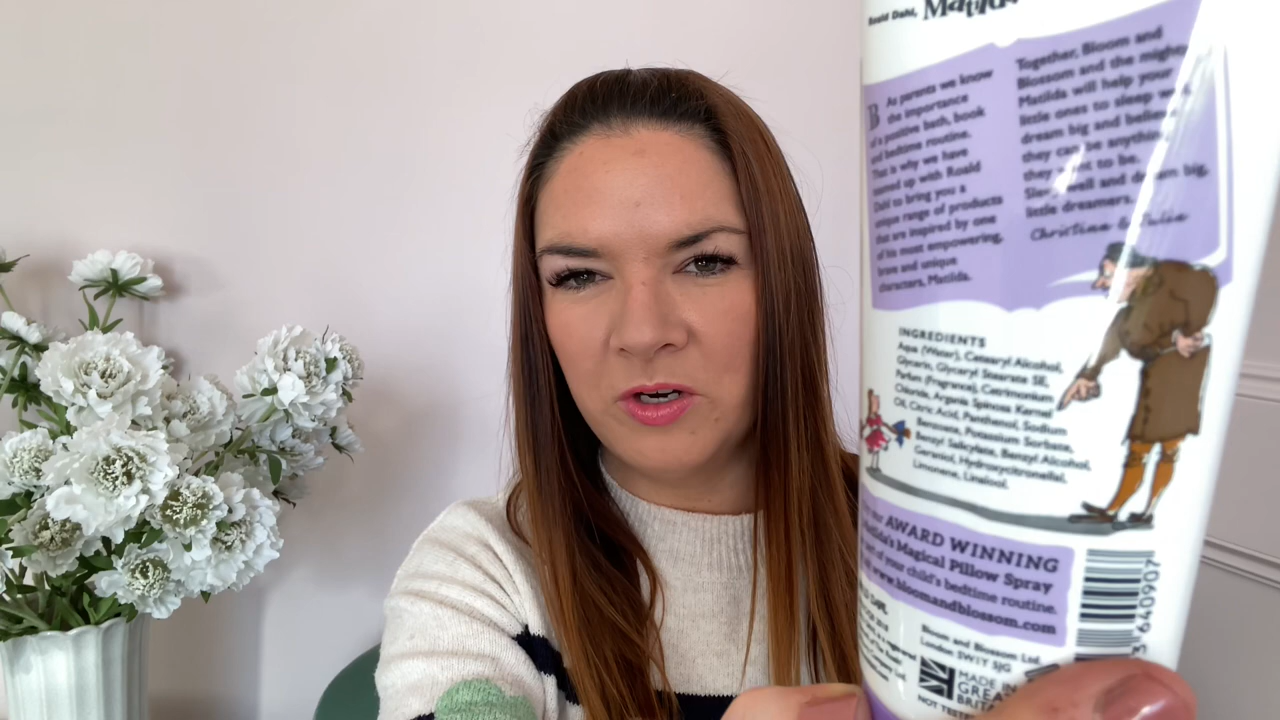 Roald Dahl, Matilda
As parents we know
the importance
of a positive bath, book
and bedtime routine.
That is why we have
teamed up with Roald
Dahl to bring you a
unique range of products
that are inspired by one
of his most empowering,
brave and unique
characters, Matilda.
Together, Bloom and
Blossom and the mighty
Matilda will help your
little ones to sleep
dream big and believe
they can be anything
they want to be.
Sleep well and dream big,
little dreamers.
Christina & Julia
INGREDIENTS
Aqua (Water), Cetearyl Alcohol,
Glycerin, Glyceryl Stearate SE,
Parfum (Fragrance), Cetrimonium
Chloride, Argania Spinosa Kernel
Oil, Citric Acid, Panthenol, Sodium
Benzoate, Potassium Sorbate,
Benzyl Salicylate, Benzyl Alcohol,
Geraniol, Hydroxycitronellal,
Limonene, Linalool.
our AWARD WINNING
Matilda's Magical Pillow Spray
of your child's bedtime routine.
www.bloomandblossom.com
Bloom and Blossom Ltd.
London SW1Y 5JG
MADE IN
GREAT
BRITAIN
NOT TESTED
640907